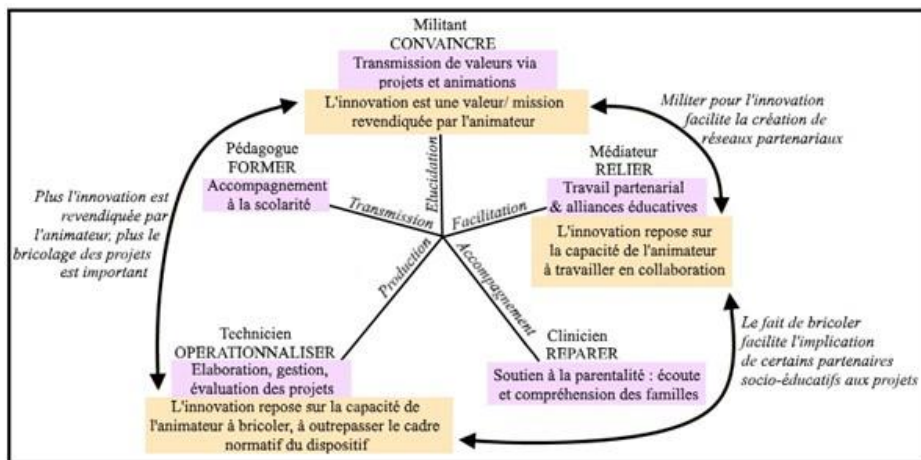 Militant
CONVAINCRE
Transmission de valeurs via
projets et animations
L'innovation est une valeur/ mission
revendiquée par l'animateur
Militer pour l'innovation
facilite la création de
réseaux partenariaux
Pédagogue
FORMER
Accompagnement
à la scolarité
Médiateur
RELIER
Travail partenarial
& alliances éducatives
L'innovation repose sur
la capacité de l'animateur
à travailler en collaboration
Elucidation
Transmission
Facilitation
Production
Accompagnement
Plus l'innovation est
revendiquée par
l'animateur, plus le
bricolage des projets
est important
Technicien
OPERATIONNALISER
Elaboration, gestion,
évaluation des projets
L'innovation repose sur la capacité de
l'animateur à bricoler, à outrepasser le cadre
normatif du dispositif
Clinicien
REPARER
Soutien à la parentalité : écoute
et compréhension des familles
Le fait de bricoler
facilite l'implication
de certains partenaires
socio-éducatifs aux projets